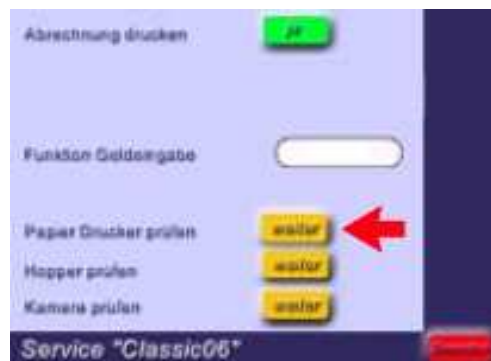 Abrechnung drucken ja
Funktion Geldeingabe
Papier Drucker prüfen weiter
Hopper prüfen weiter
Kamera prüfen weiter
Service "Classic06"